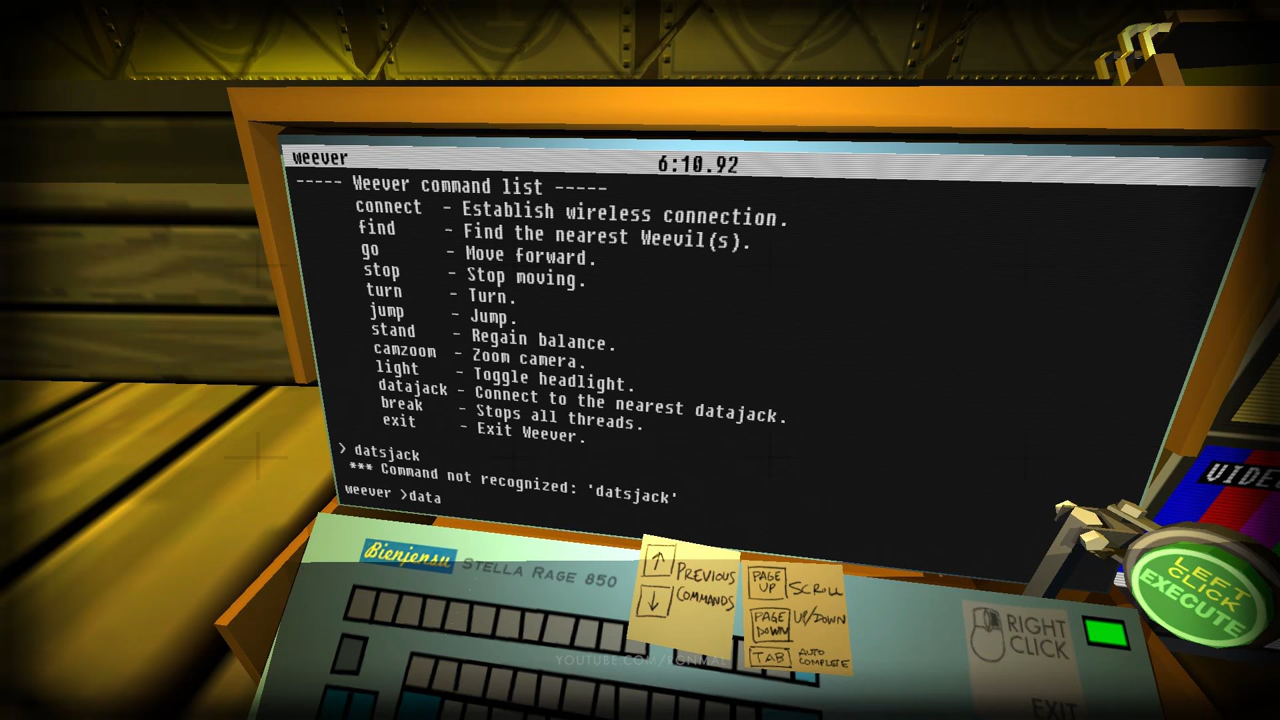 weever 6:10.92
----- Weever command list -----
connect - Establish wireless connection.
find - Find the nearest Weevil(s).
go - Move forward.
stop - Stop moving.
turn - Turn.
jump - Jump.
stand - Regain balance.
camzoom - Zoom camera.
light - Toggle headlight.
datajack - Connect to the nearest datajack.
break - Stops all threads.
exit - Exit Weever.
> datsjack
*** Command not recognized: 'datsjack'
weever >data
VIDEO
Bienjensu STELLA RAGE 850
↑ PREVIOUS
↓ COMMANDS
PAGE UP SCROLL
PAGE DOWN UP/DOWN
TAB AUTO COMPLETE
RIGHT
CLICK
EXIT
LEFT
CLICK
EXECUTE